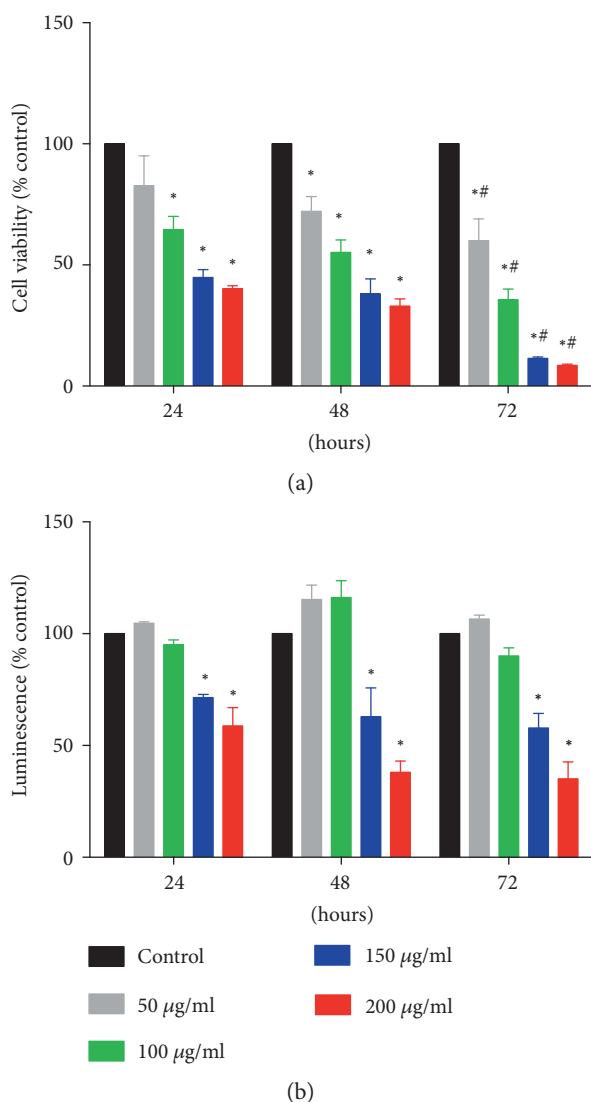 150
100
50
0
Cell viability (% control)
* * *
* * * *
*# *# *# *#
24 48 72
(hours)
(a)
150
100
50
0
Luminescence (% control)
* *
* *
* *
24 48 72
(hours)
Control
50 μg/ml
100 μg/ml
150 μg/ml
200 μg/ml
(b)